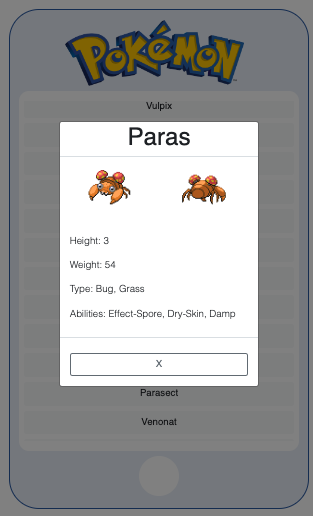 POKéMON
Vulpix
Paras
Height: 3
Weight: 54
Type: Bug, Grass
Abilities: Effect-Spore, Dry-Skin, Damp
X
Parasect
Venonat